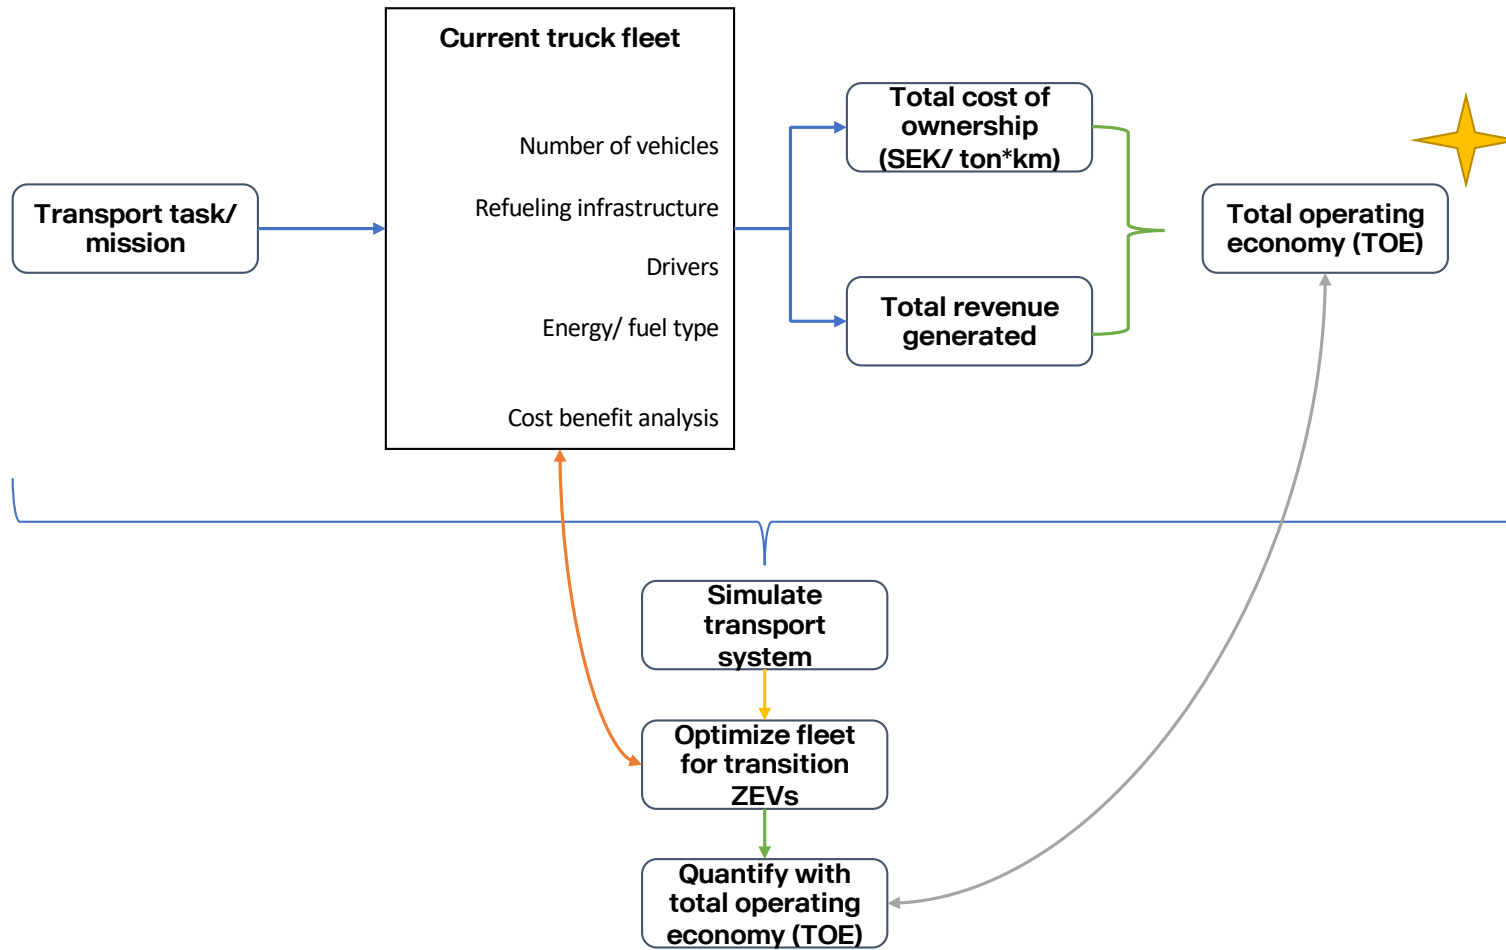 Current truck fleet
Number of vehicles
Refueling infrastructure
Drivers
Energy/ fuel type
Cost benefit analysis
Transport task/
mission
Total cost of
ownership
(SEK/ ton*km)
Total revenue
generated
Total operating
economy (TOE)
Simulate
transport
system
Optimize fleet
for transition
ZEVs
Quantify with
total operating
economy (TOE)